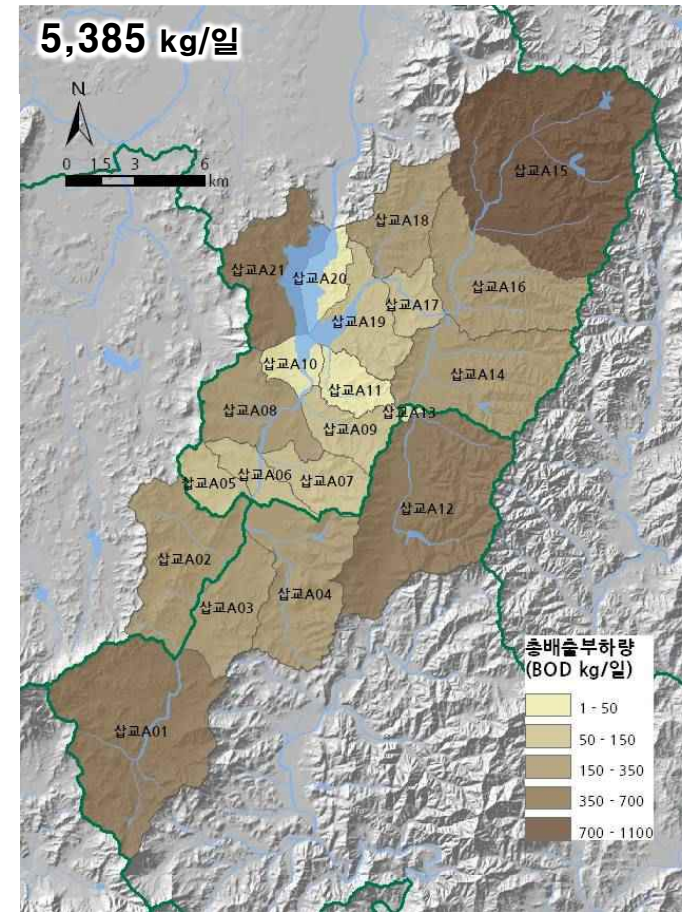 5,385 kg/일
N
0 1.5 3 6
km
삽교A15
삽교A18
삽교A21
삽교A20
삽교A16
삽교A17
삽교A19
삽교A10
삽교A14
삽교A11
삽교A08
삽교A13
삽교A09
삽교A06
삽교A05
삽교A07
삽교A12
삽교A02
삽교A04
삽교A03
삽교A01
총배출부하량
(BOD kg/일)
1 - 50
50 - 150
150 - 350
350 - 700
700 - 1100